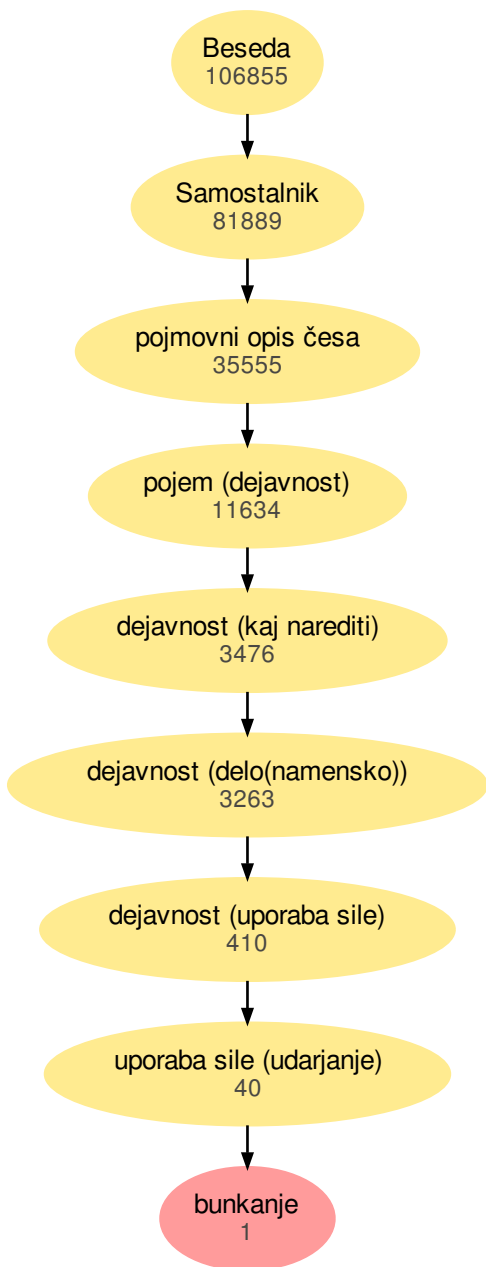 Beseda
106855
Samostalnik
81889
pojmovni opis česa
35555
pojem (dejavnost)
11634
dejavnost (kaj narediti)
3476
dejavnost (delo(namensko))
3263
dejavnost (uporaba sile)
410
uporaba sile (udarjanje)
40
bunkanje
1